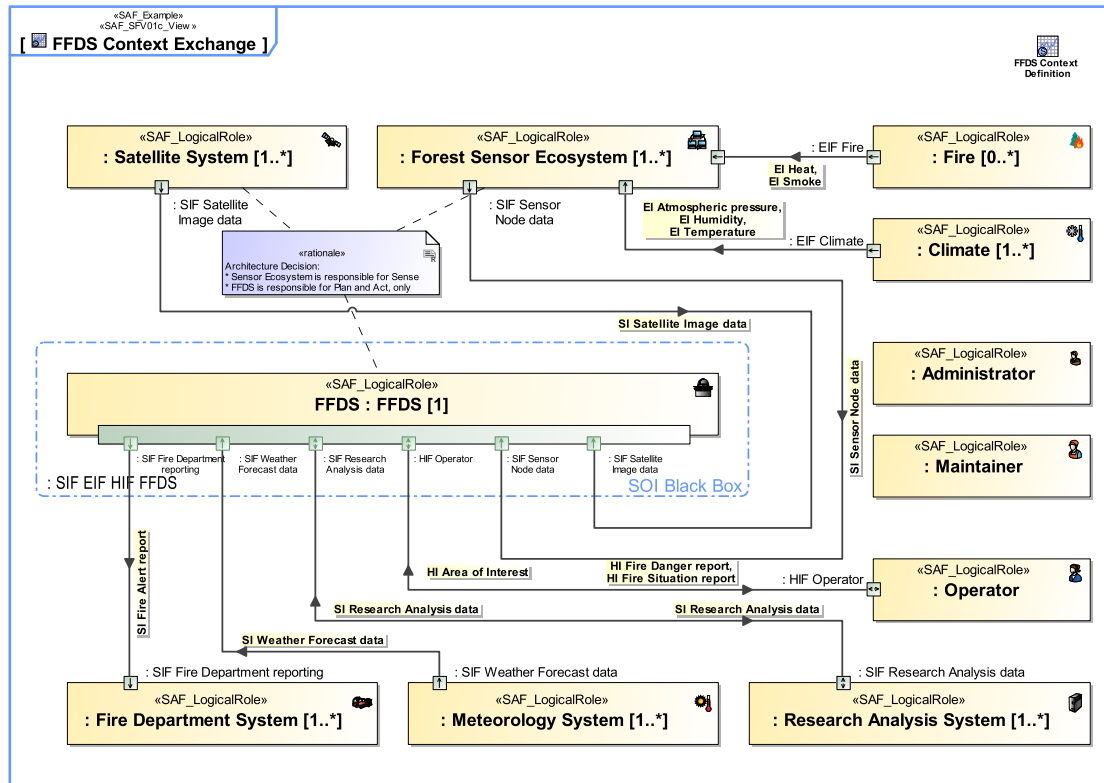 «SAF_Example»
«SAF_SFV01c_View»
[ FFDS Context Exchange ]
FFDS Context
Definition
«SAF_LogicalRole»
: Satellite System [1..*]
«SAF_LogicalRole»
: Forest Sensor Ecosystem [1..*]
«SAF_LogicalRole»
: Fire [0..*]
: EIF Fire
EI Heat,
EI Smoke
: SIF Satellite
Image data
: SIF Sensor
Node data
EI Atmospheric pressure,
EI Humidity,
EI Temperature
: EIF Climate
«SAF_LogicalRole»
: Climate [1..*]
«rationale»
Architecture Decision:
* Sensor Ecosystem is responsible for Sense
* FFDS is responsible for Plan and Act, only
SI Satellite Image data
«SAF_LogicalRole»
: Administrator
«SAF_LogicalRole»
FFDS : FFDS [1]
SI Sensor Node data
«SAF_LogicalRole»
: Maintainer
: SIF Fire Department
reporting
: SIF Weather
Forecast data
: SIF Research
Analysis data
: HIF Operator
: SIF Sensor
Node data
: SIF Satellite
Image data
: SIF EIF HIF FFDS
SOI Black Box
SI Fire Alert report
HI Area of Interest
HI Fire Danger report,
HI Fire Situation report
: HIF Operator
«SAF_LogicalRole»
: Operator
SI Research Analysis data
SI Research Analysis data
SI Weather Forecast data
: SIF Fire Department reporting
: SIF Weather Forecast data
: SIF Research Analysis data
«SAF_LogicalRole»
: Fire Department System [1..*]
«SAF_LogicalRole»
: Meteorology System [1..*]
«SAF_LogicalRole»
: Research Analysis System [1..*]